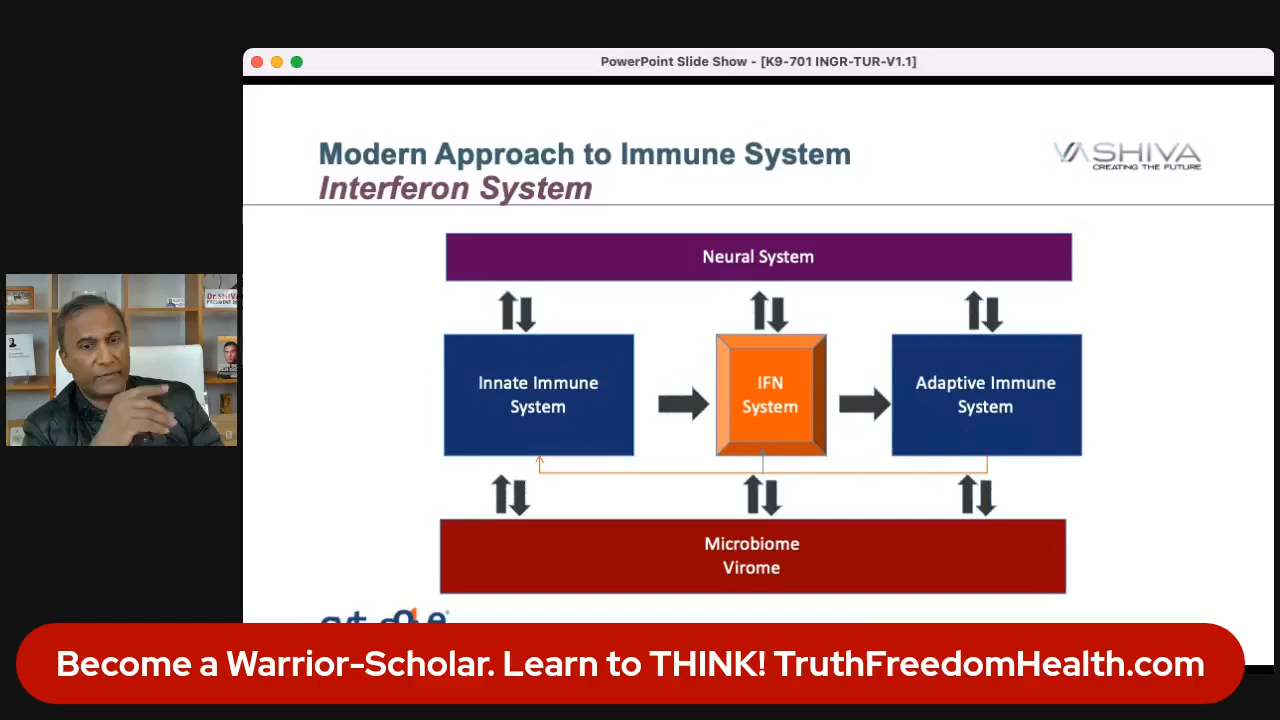 PowerPoint Slide Show - [K9-701 INGR-TUR-V1.1]
Modern Approach to Immune System
Interferon System
VASHIVA
CREATING THE FUTURE
Neural System
Innate Immune
System
IFN
System
Adaptive Immune
System
Microbiome
Virome
Dr.SHIVA
Become a Warrior-Scholar. Learn to THINK! TruthFreedomHealth.com